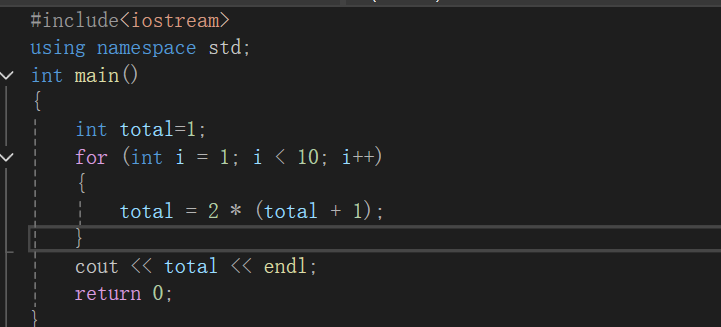 #include<iostream>
using namespace std;
int main()
{
int total=1;
for (int i = 1; i < 10; i++)
{
total = 2 * (total + 1);
}
cout << total << endl;
return 0;
}